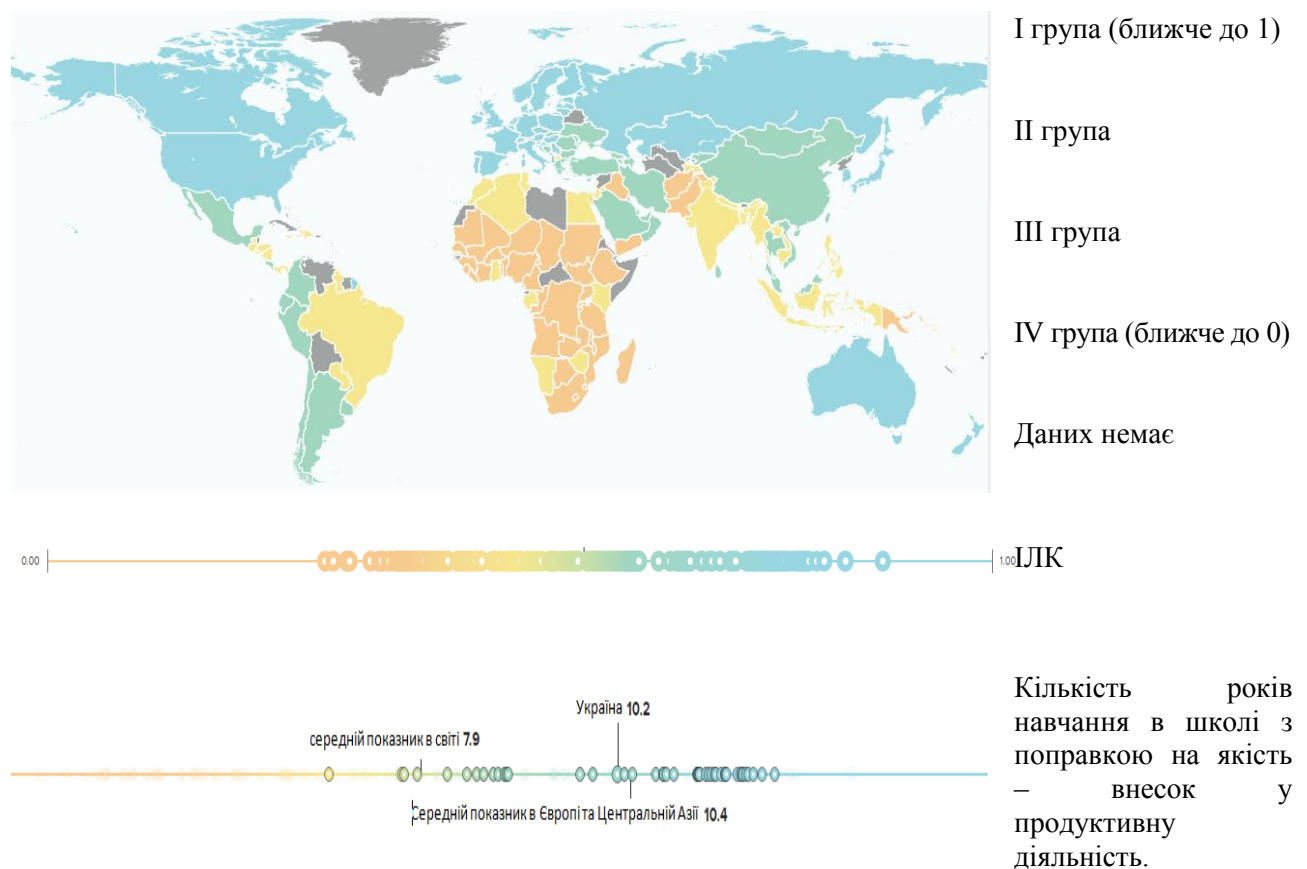 I група (ближче до 1)
II група
III група
IV група (ближче до 0)
Даних немає
0.00
1.00
ІЛК
Україна 10.2
середній показник в світі 7.9
Середній показник в Європі та Центральній Азії 10.4
Кількість років
навчання в школі з
поправкою на якість
– внесок у
продуктивну
діяльність.